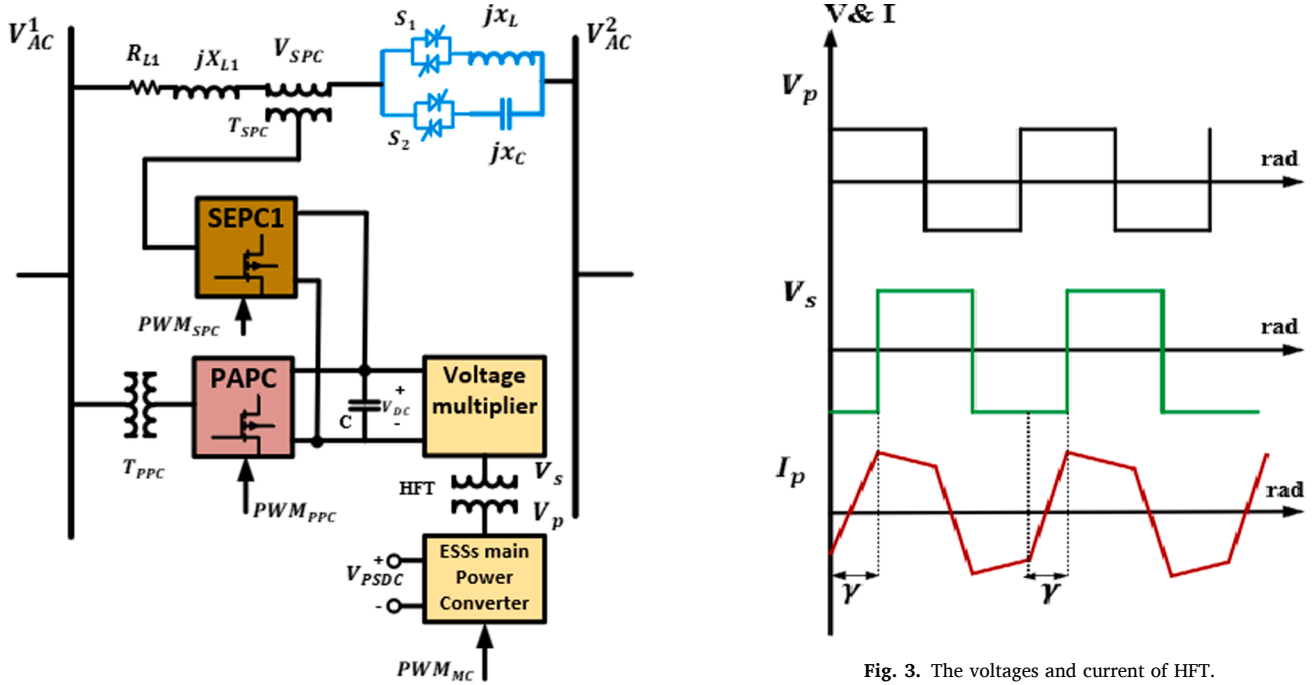 V¹AC
RL1
jXL1
VSPC
S1
jxL
V²AC
TSPC
S2
jxC
SEPC1
PWMSPC
PAPC
TPPC
PWMPPC
C
+
VDC
-
Voltage
multiplier
HFT
Vs
Vp
+
VPSDC
-
ESSs main
Power
Converter
PWMMC
V& I
Vp
rad
Vs
rad
Ip
rad
γ
γ
Fig. 3. The voltages and current of HFT.